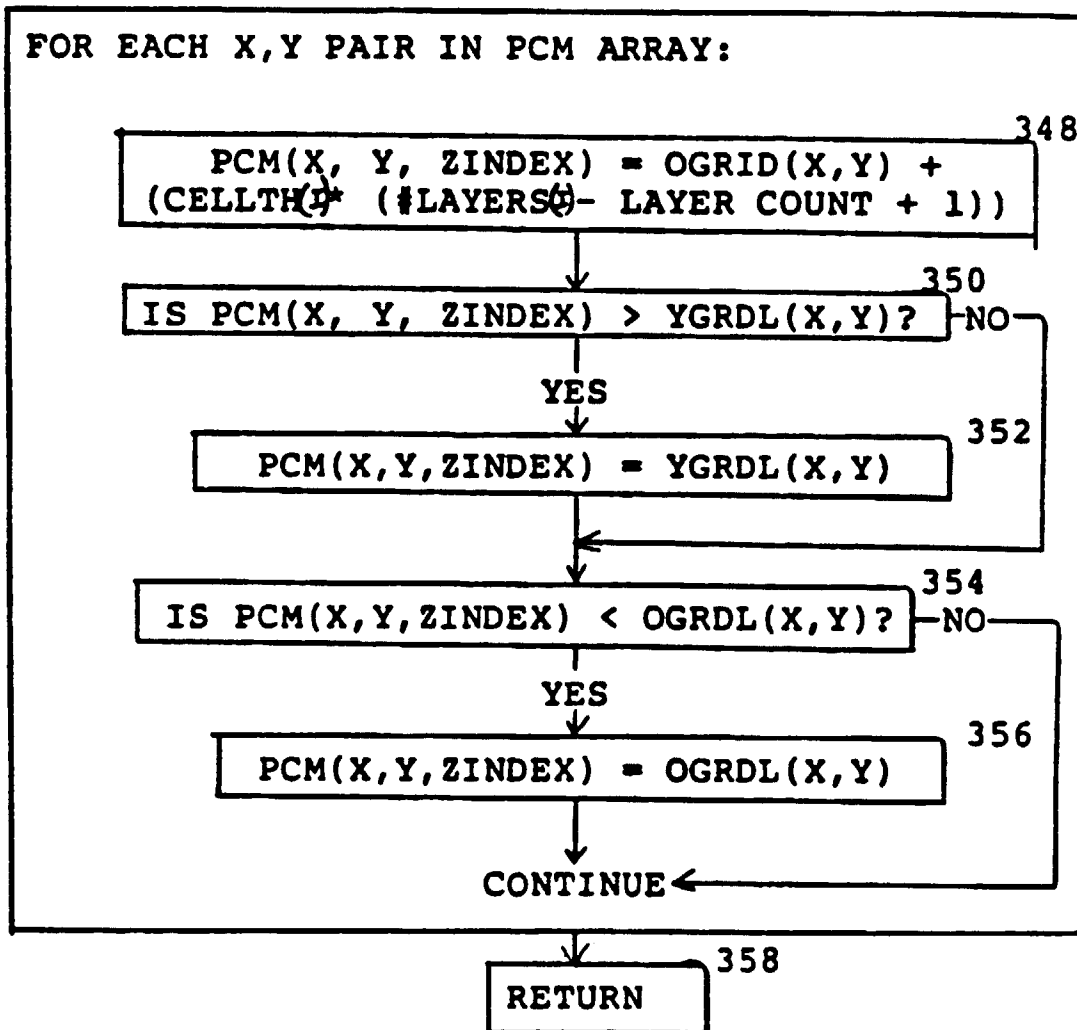 FOR EACH X,Y PAIR IN PCM ARRAY:
348
PCM(X, Y, ZINDEX) = OGRID(X,Y) +
(CELLTH(I)* (#LAYERS(I)- LAYER COUNT + 1))
350
IS PCM(X, Y, ZINDEX) > YGRDL(X,Y)? NO
YES
352
PCM(X,Y,ZINDEX) = YGRDL(X,Y)
354
IS PCM(X,Y,ZINDEX) < OGRDL(X,Y)? NO
YES
356
PCM(X,Y,ZINDEX) = OGRDL(X,Y)
CONTINUE
358
RETURN